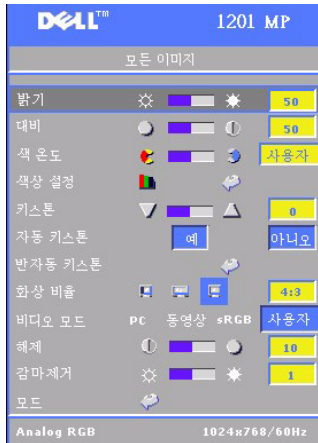 DELL™ 1201 MP
모든 이미지
밝기 50
대비 50
색 온도 사용자
색상 설정
키스톤 0
자동 키스톤 예 아니오
반자동 키스톤
화상 비율 4:3
비디오 모드 PC 동영상 sRGB 사용자
해제 10
감마제거 1
모드
Analog RGB 1024x768/60Hz